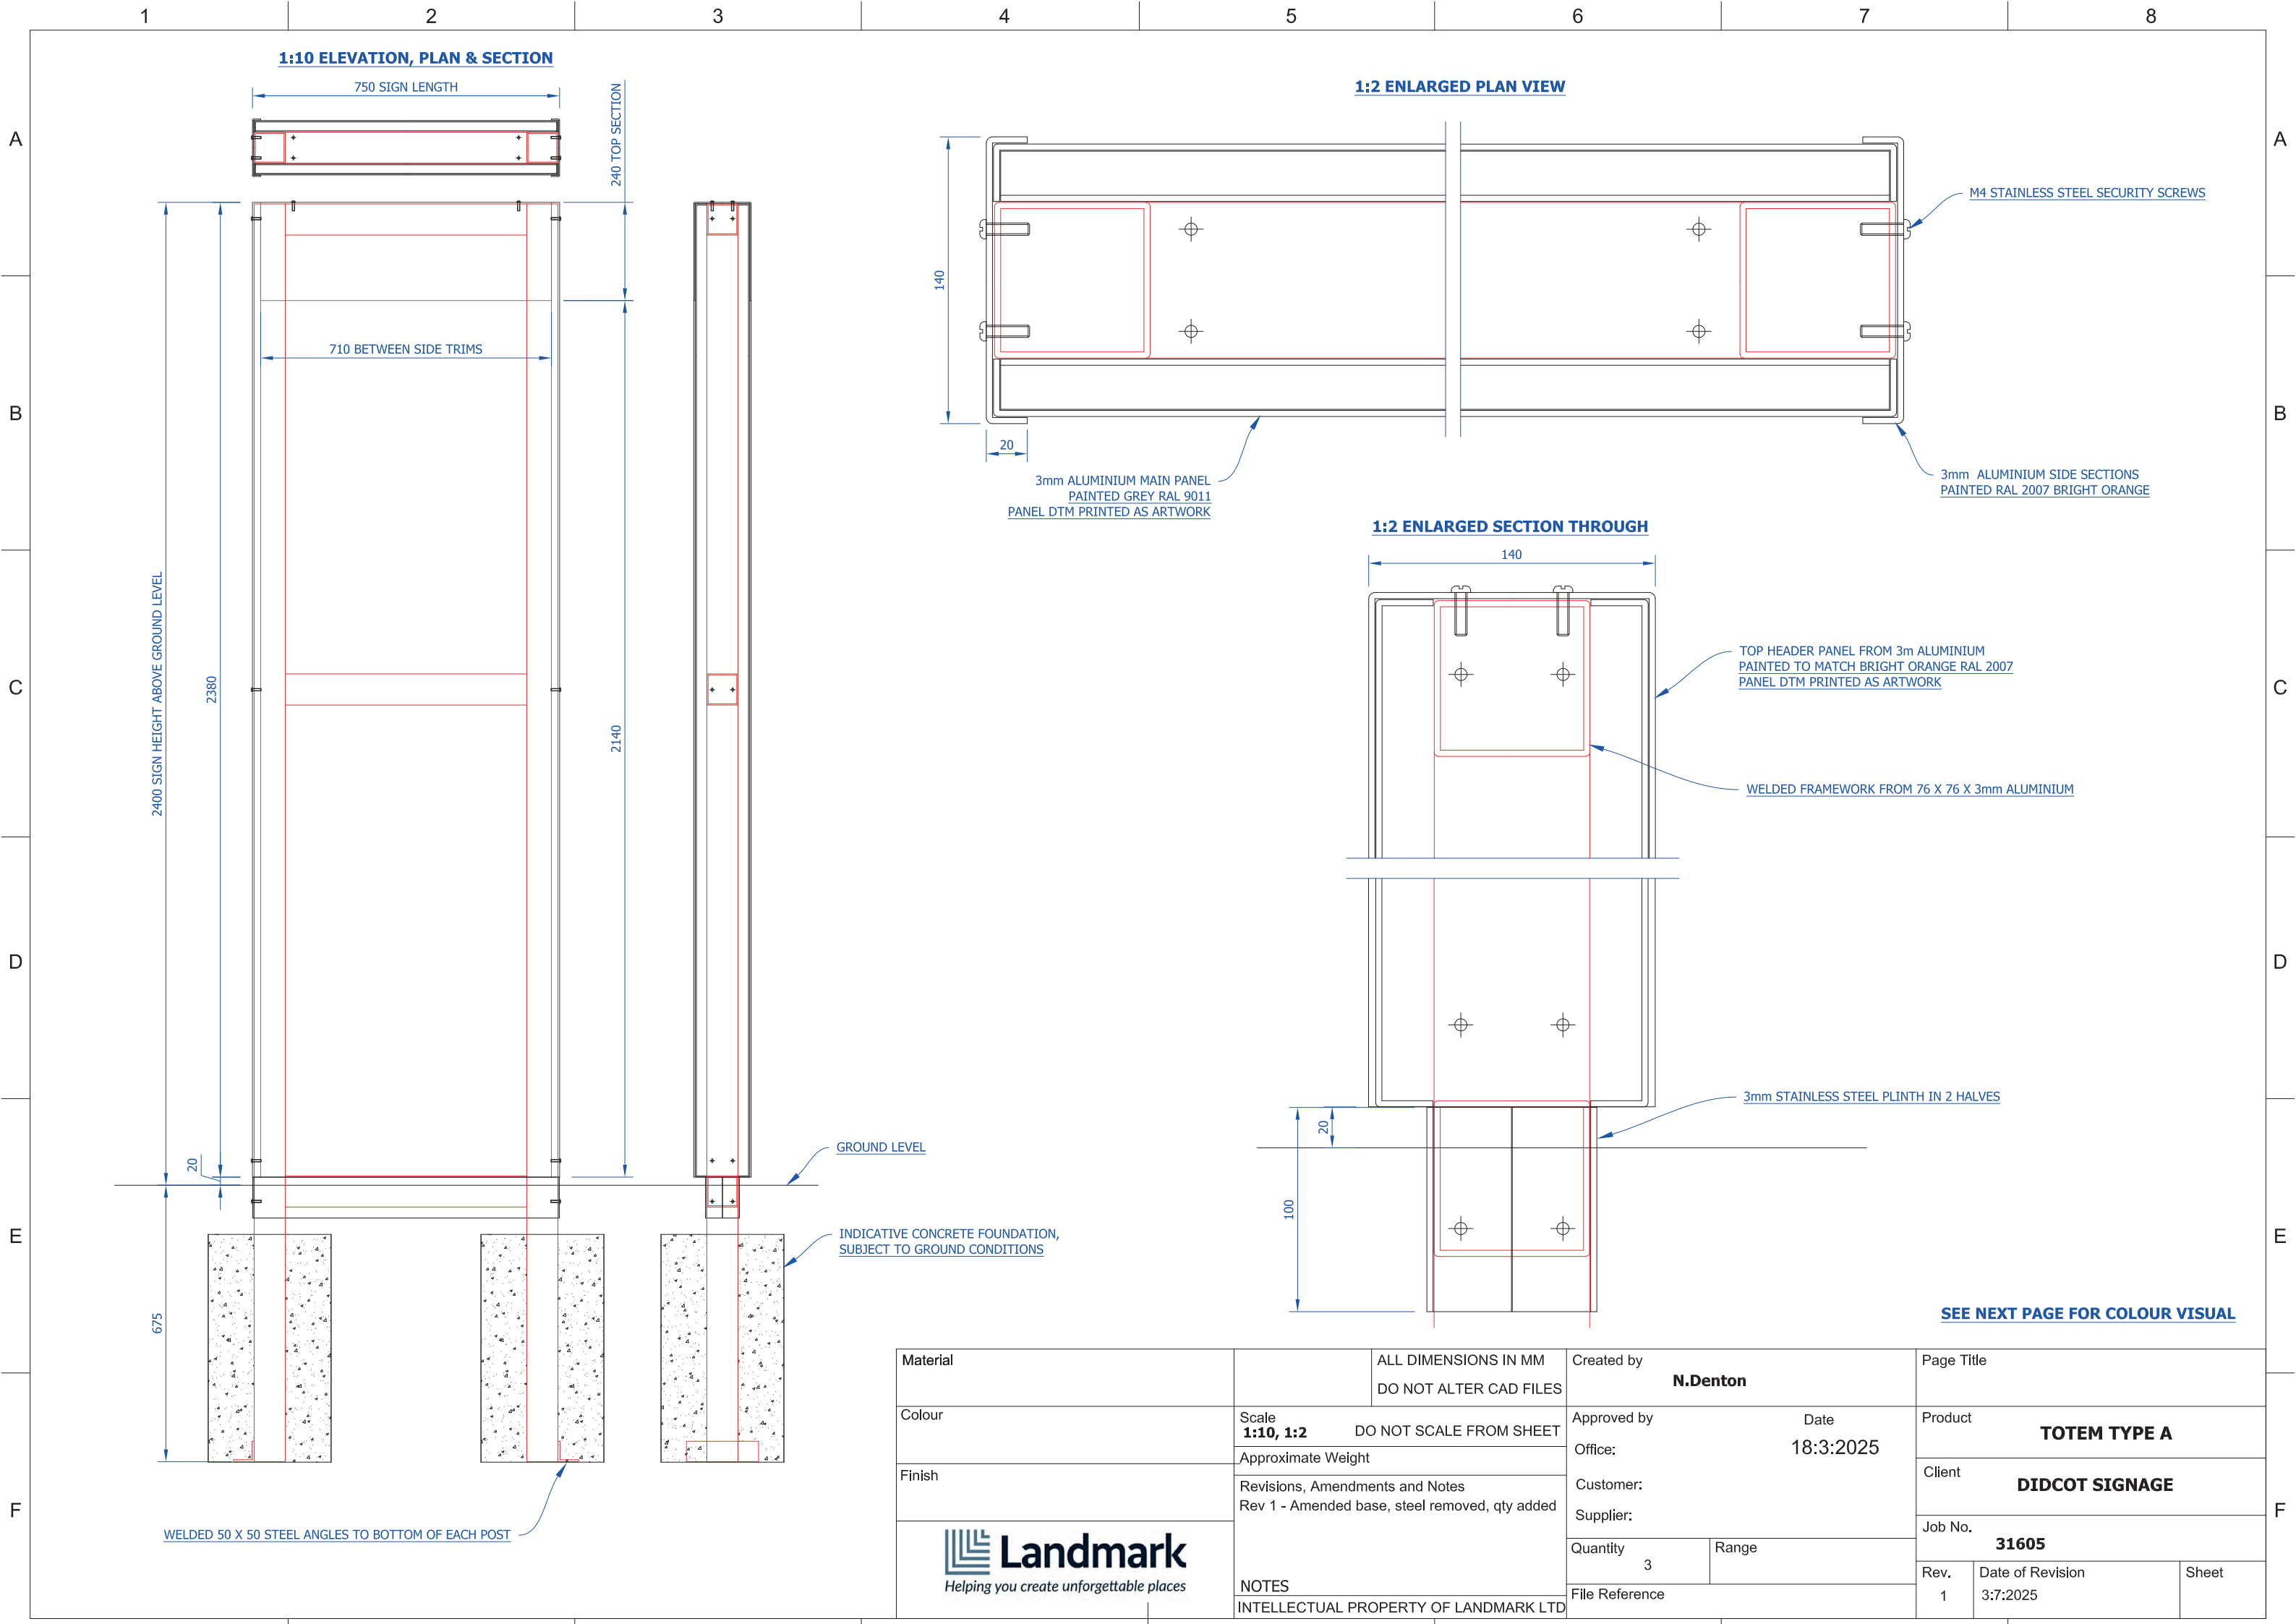 1 2 3 4 5 6 7 8
A
B
C
D
E
F
A
B
C
D
E
F
1:10 ELEVATION, PLAN & SECTION
750 SIGN LENGTH
240 TOP SECTION
710 BETWEEN SIDE TRIMS
2400 SIGN HEIGHT ABOVE GROUND LEVEL
2380
2140
20
675
GROUND LEVEL
INDICATIVE CONCRETE FOUNDATION,
SUBJECT TO GROUND CONDITIONS
WELDED 50 X 50 STEEL ANGLES TO BOTTOM OF EACH POST
1:2 ENLARGED PLAN VIEW
140
20
M4 STAINLESS STEEL SECURITY SCREWS
3mm ALUMINIUM MAIN PANEL
PAINTED GREY RAL 9011
PANEL DTM PRINTED AS ARTWORK
3mm ALUMINIUM SIDE SECTIONS
PAINTED RAL 2007 BRIGHT ORANGE
1:2 ENLARGED SECTION THROUGH
140
TOP HEADER PANEL FROM 3m ALUMINIUM
PAINTED TO MATCH BRIGHT ORANGE RAL 2007
PANEL DTM PRINTED AS ARTWORK
WELDED FRAMEWORK FROM 76 X 76 X 3mm ALUMINIUM
3mm STAINLESS STEEL PLINTH IN 2 HALVES
20
100
SEE NEXT PAGE FOR COLOUR VISUAL
Material
Colour
Finish
Landmark
Helping you create unforgettable places
ALL DIMENSIONS IN MM
DO NOT ALTER CAD FILES
Scale
1:10, 1:2 DO NOT SCALE FROM SHEET
Approximate Weight
Revisions, Amendments and Notes
Rev 1 - Amended base, steel removed, qty added
NOTES
INTELLECTUAL PROPERTY OF LANDMARK LTD
Created by
N.Denton
Approved by Date
Office: 18:3:2025
Customer:
Supplier:
Quantity
3
Range
File Reference
Page Title
Product
TOTEM TYPE A
Client
DIDCOT SIGNAGE
Job No.
31605
Rev.
1
Date of Revision
3:7:2025
Sheet